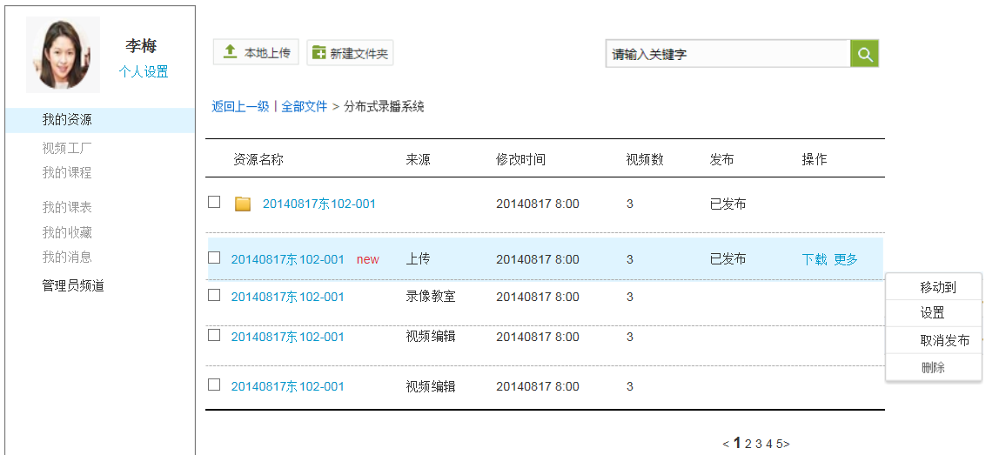 李梅
个人设置
我的资源
视频工厂
我的课程
我的课表
我的收藏
我的消息
管理员频道
本地上传 新建文件夹 请输入关键字
返回上一级 | 全部文件 > 分布式录播系统
资源名称 来源 修改时间 视频数 发布 操作
20140817东102-001 20140817 8:00 3 已发布
20140817东102-001 new 上传 20140817 8:00 3 已发布 下载 更多
20140817东102-001 录像教室 20140817 8:00 3
20140817东102-001 视频编辑 20140817 8:00 3
20140817东102-001 视频编辑 20140817 8:00 3
移动到
设置
取消发布
删除
< 1 2 3 4 5>